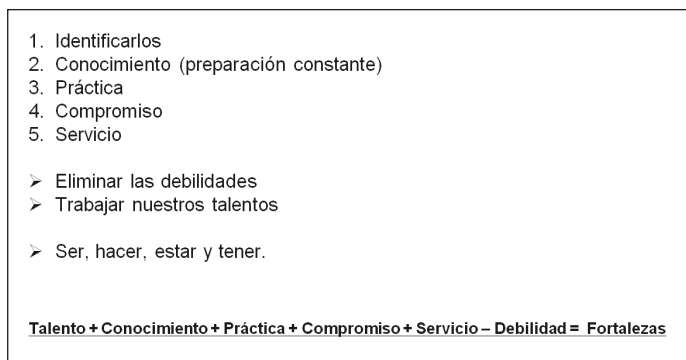 1. Identificarlos
2. Conocimiento (preparación constante)
3. Práctica
4. Compromiso
5. Servicio
➢ Eliminar las debilidades
➢ Trabajar nuestros talentos
➢ Ser, hacer, estar y tener.
Talento + Conocimiento + Práctica + Compromiso + Servicio – Debilidad = Fortalezas